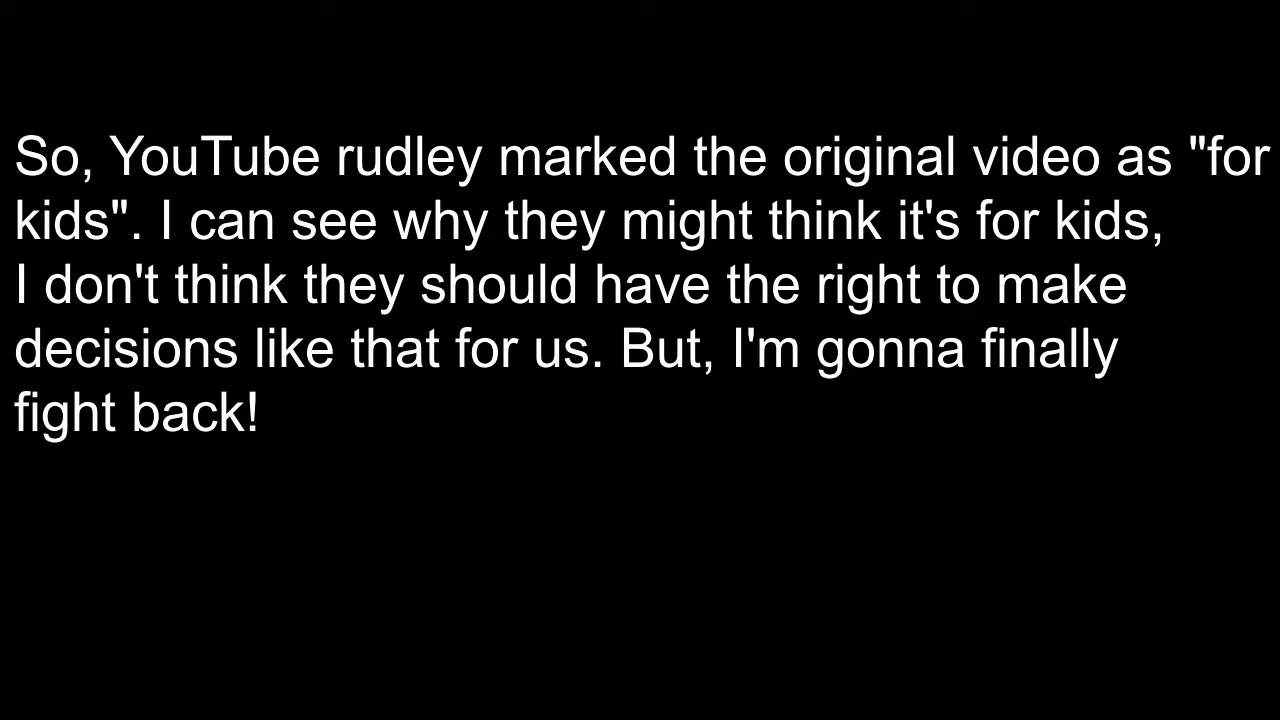 So, YouTube rudley marked the original video as "for
kids". I can see why they might think it's for kids,
I don't think they should have the right to make
decisions like that for us. But, I'm gonna finally
fight back!